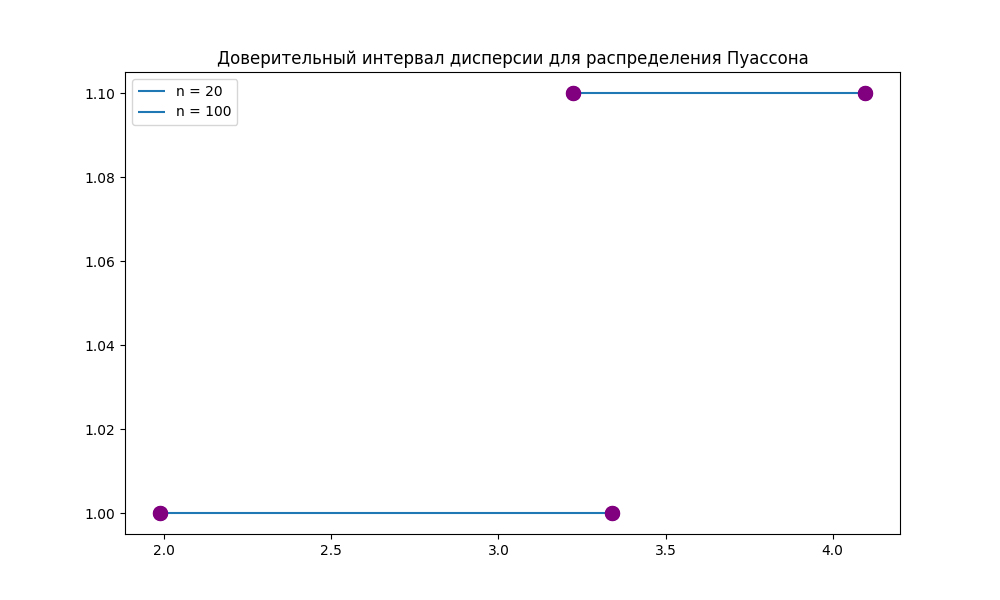 Доверительный интервал дисперсии для распределения Пуассона
n = 20
n = 100
1.10
1.08
1.06
1.04
1.02
1.00
2.0 2.5 3.0 3.5 4.0